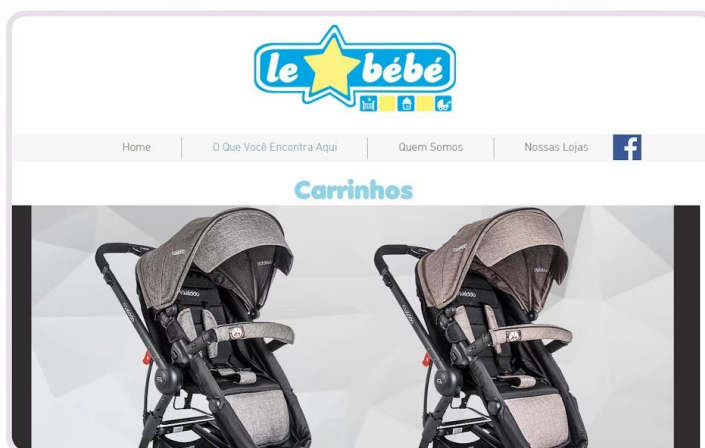 le bébé
Home
O Que Você Encontra Aqui
Quem Somos
Nossas Lojas
f
Carrinhos